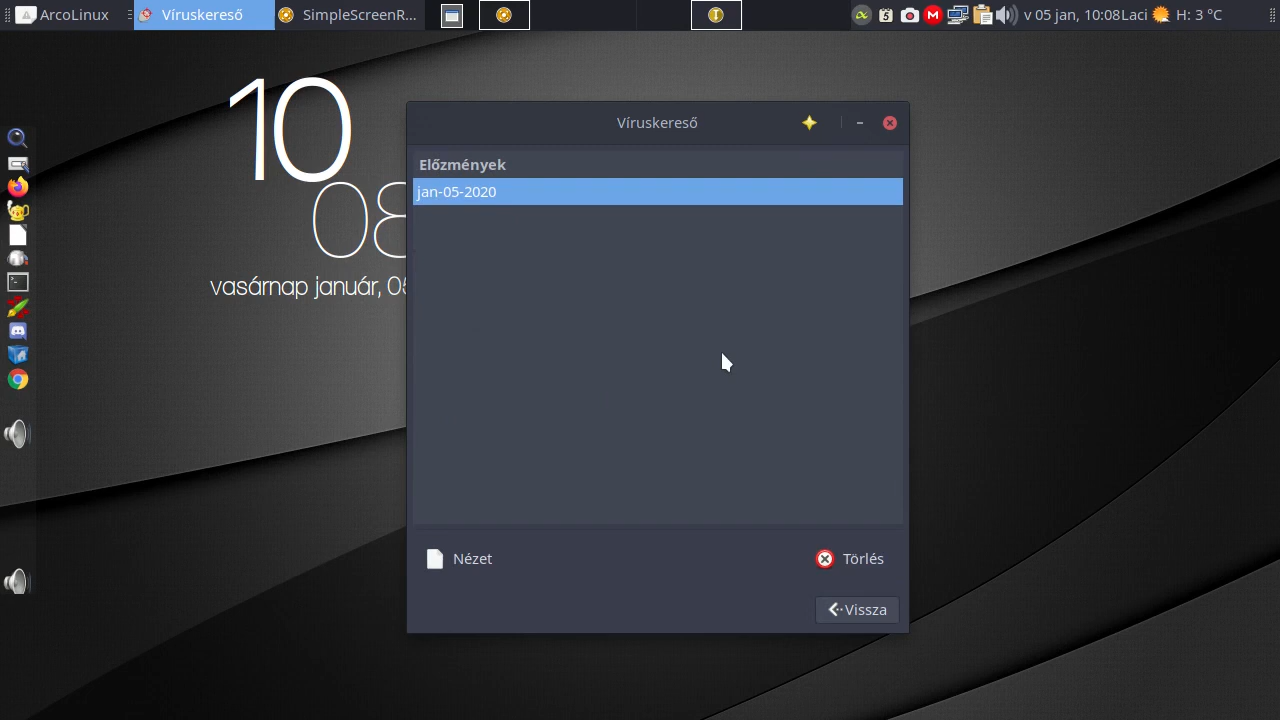 ArcoLinux
Víruskereső
SimpleScreenR...
5
v 05 jan, 10:08
Laci
H: 3 °C
10
08
vasárnap január, 05
Víruskereső
Előzmények
jan-05-2020
Nézet
Törlés
Vissza